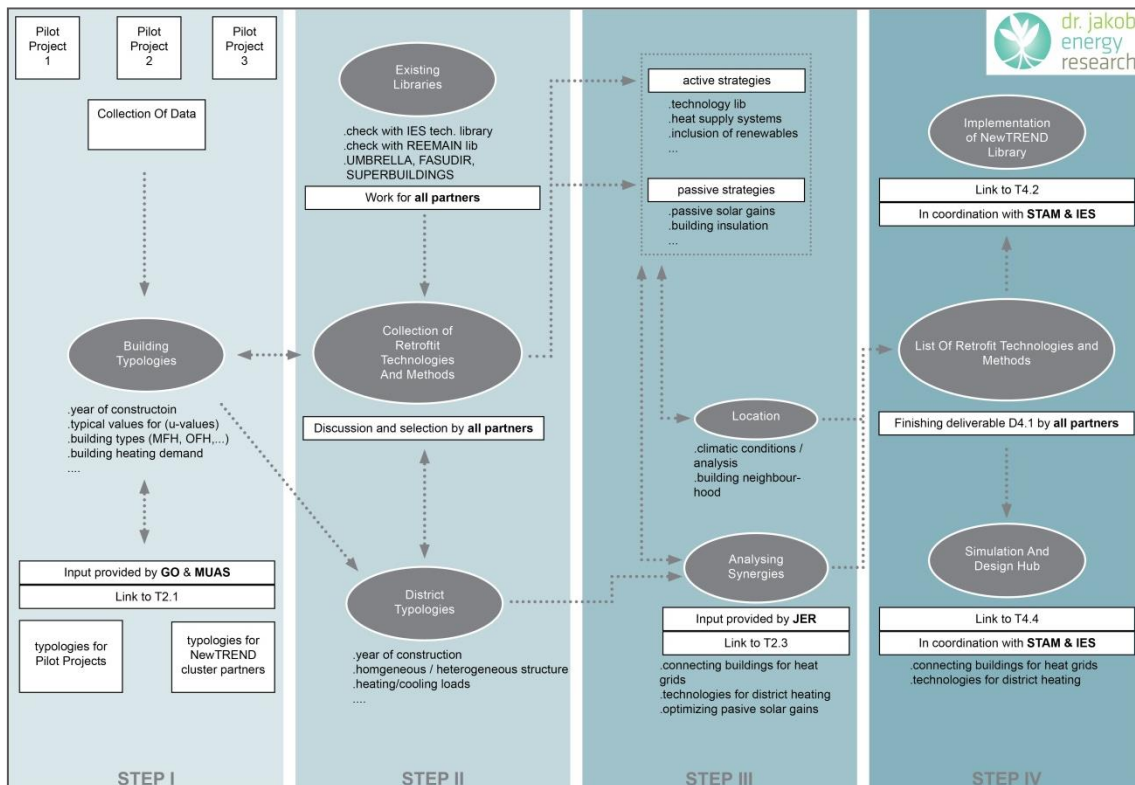 Pilot
Project
1
Pilot
Project
2
Pilot
Project
3
Collection Of Data
Building
Typologies
.year of constructoin
.typical values for (u-values)
.building types (MFH, OFH,...)
.building heating demand
....
Input provided by GO & MUAS
Link to T2.1
typologies for
Pilot Projects
typologies for
NewTREND
cluster partners
STEP I
Existing
Libraries
.check with IES tech. library
.check with REEMAIN lib
.UMBRELLA, FASUDIR,
SUPERBUILDINGS
Work for all partners
Collection of
Retroftit
Technologies
And Methods
Discussion and selection by all partners
District
Typologies
.year of construction
.homgeneous / heterogeneous structure
.heating/cooling loads
....
STEP II
active strategies
.technology lib
.heat supply systems
.inclusion of renewables
...
passive strategies
.passive solar gains
.building insulation
...
Location
.climatic conditions /
analysis
.building neighbour-
hood
Analysing
Synergies
Input provided by JER
Link to T2.3
.connecting buildings for heat
grids
.technologies for district heating
.optimizing pasive solar gains
STEP III
dr. jakob
energy
research
Implementation
of NewTREND
Library
Link to T4.2
In coordination with STAM & IES
List Of Retrofit Technologies and
Methods
Finishing deliverable D4.1 by all partners
Simulation And
Design Hub
Link to T4.4
In coordination with STAM & IES
.connecting buildings for heat grids
.technologies for district heating
STEP IV